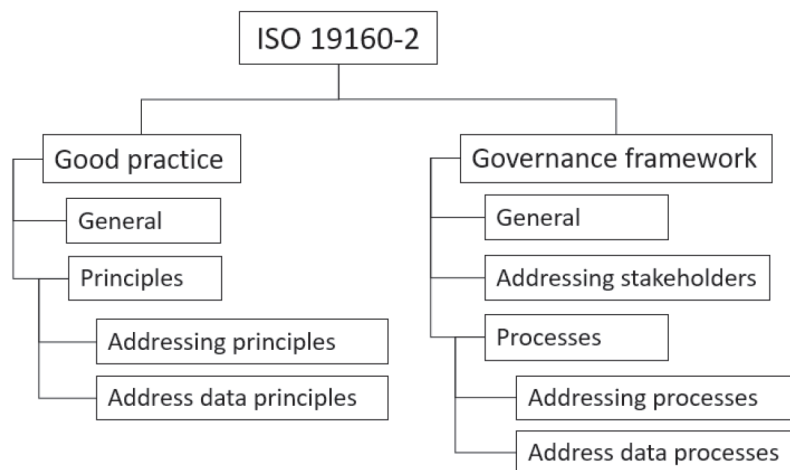 ISO 19160-2
Good practice
General
Principles
Addressing principles
Address data principles
Governance framework
General
Addressing stakeholders
Processes
Addressing processes
Address data processes